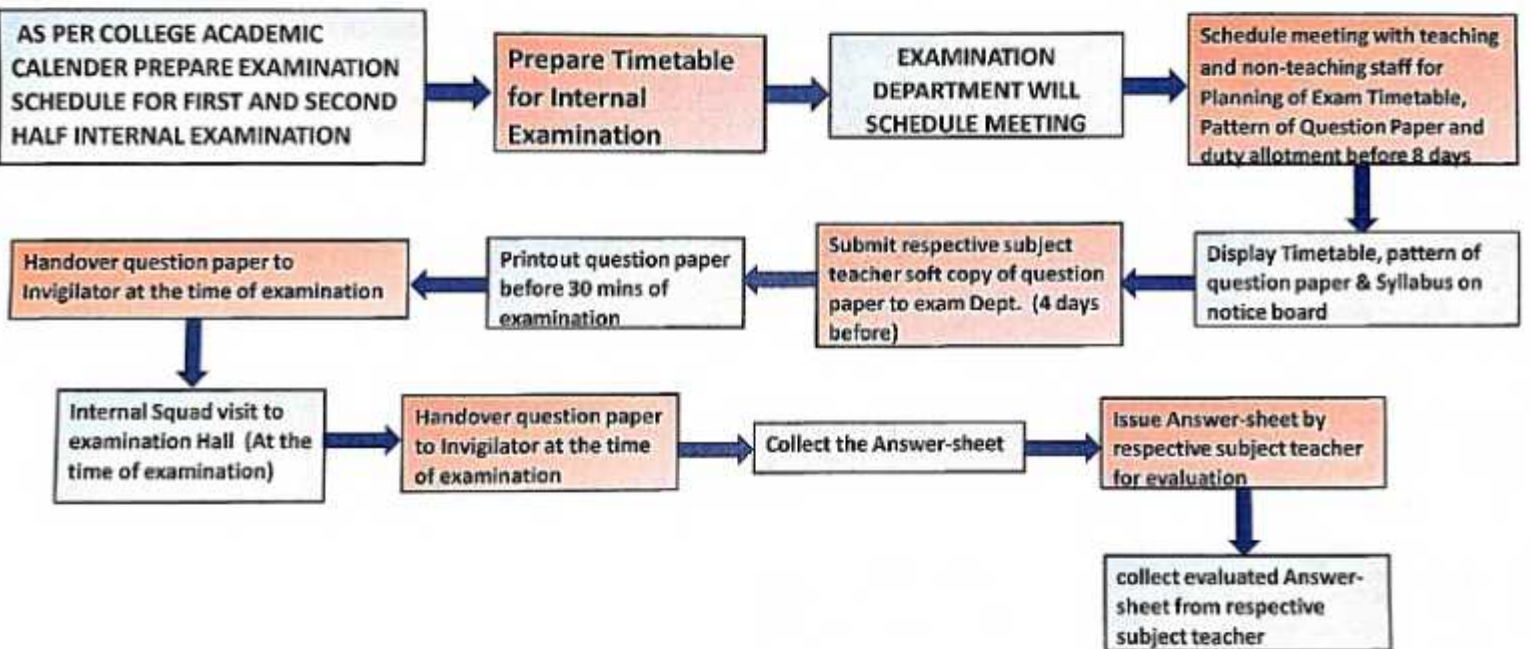 AS PER COLLEGE ACADEMIC
CALENDER PREPARE EXAMINATION
SCHEDULE FOR FIRST AND SECOND
HALF INTERNAL EXAMINATION
Prepare Timetable
for Internal
Examination
EXAMINATION
DEPARTMENT WILL
SCHEDULE MEETING
Schedule meeting with teaching
and non-teaching staff for
Planning of Exam Timetable,
Pattern of Question Paper and
duty allotment before 8 days
Display Timetable, pattern of
question paper & Syllabus on
notice board
Submit respective subject
teacher soft copy of question
paper to exam Dept. (4 days
before)
Printout question paper
before 30 mins of
examination
Handover question paper to
Invigilator at the time of examination
Internal Squad visit to
examination Hall (At the
time of examination)
Handover question paper
to Invigilator at the time
of examination
Collect the Answer-sheet
Issue Answer-sheet by
respective subject teacher
for evaluation
collect evaluated Answer-
sheet from respective
subject teacher